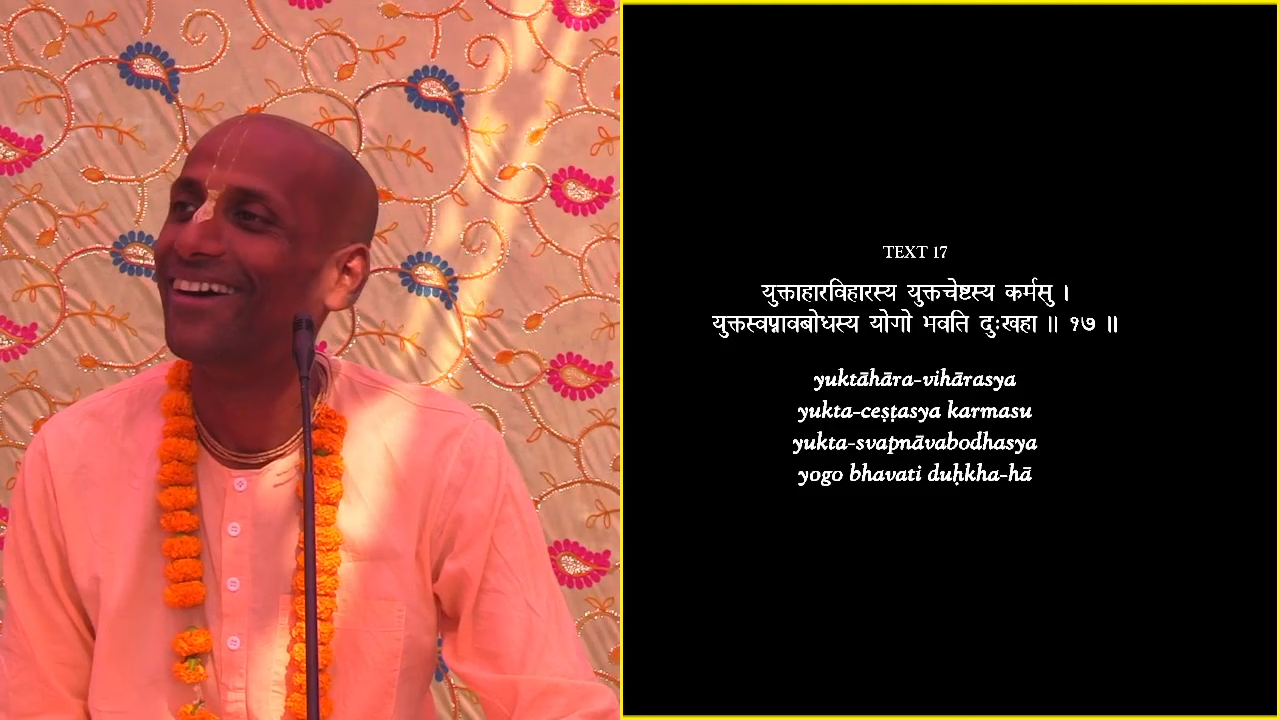 TEXT 17
युक्ताहारविहारस्य युक्तचेष्टस्य कर्मसु ।
युक्तस्वप्नावबोधस्य योगो भवति दुःखहा ॥ १७ ॥
yuktāhāra-vihārasya
yukta-ceṣṭasya karmasu
yukta-svapnāvabodhasya
yogo bhavati duḥkha-hā